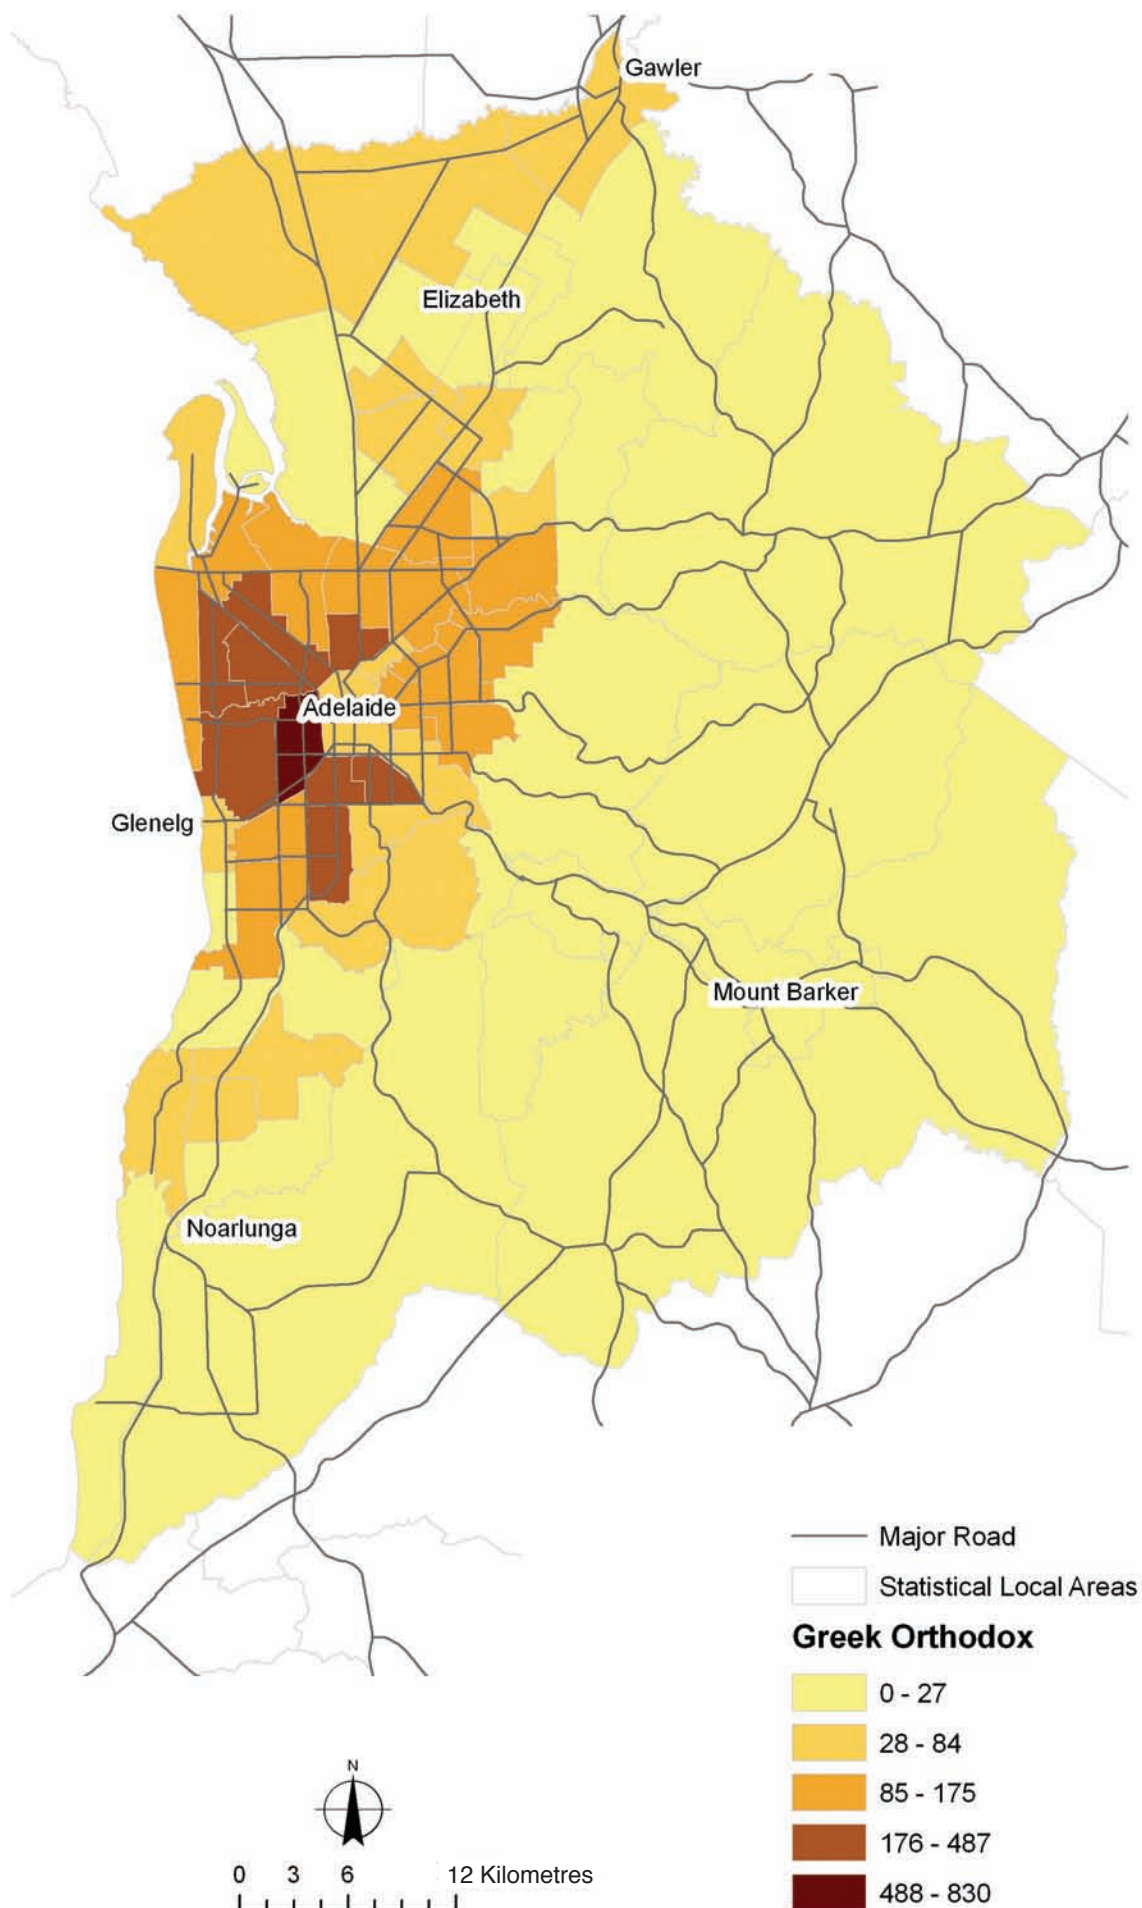 Gawler
Elizabeth
Adelaide
Glenelg
Mount Barker
Noarlunga
Major Road
Statistical Local Areas
Greek Orthodox
0 - 27
28 - 84
85 - 175
176 - 487
488 - 830
N
0 3 6 12 Kilometres